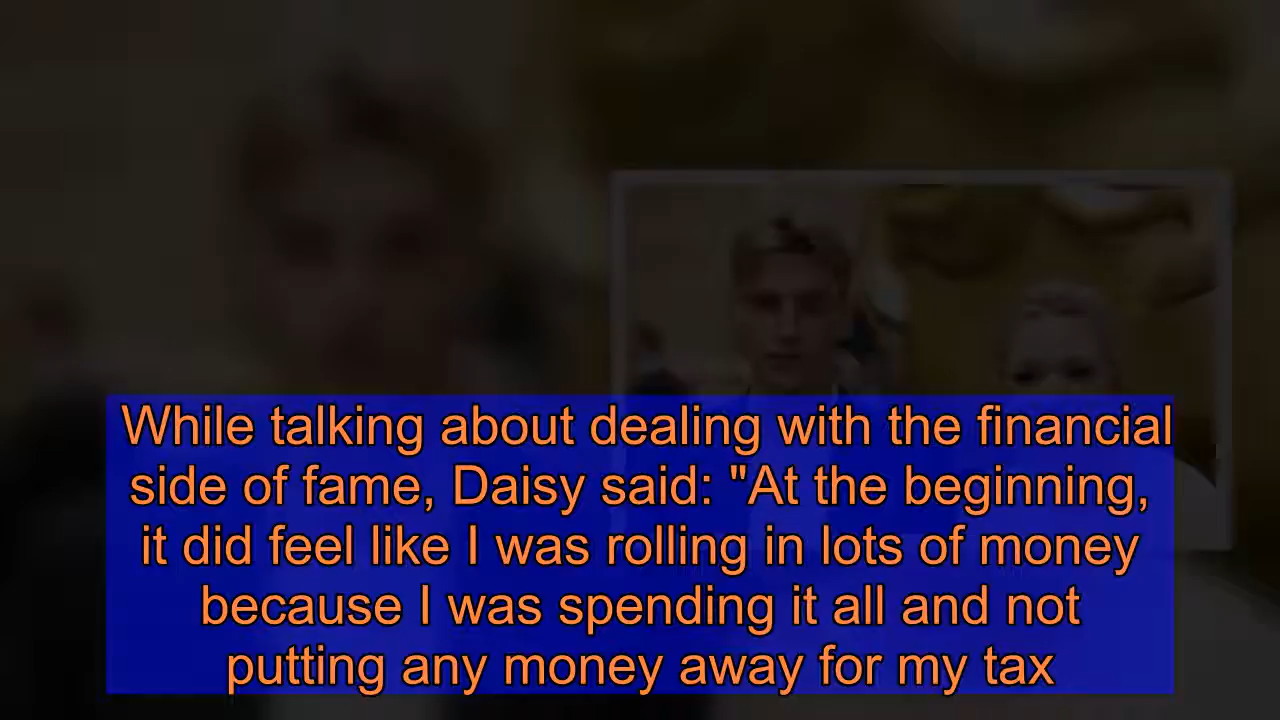 While talking about dealing with the financial
side of fame, Daisy said: "At the beginning,
it did feel like I was rolling in lots of money
because I was spending it all and not
putting any money away for my tax